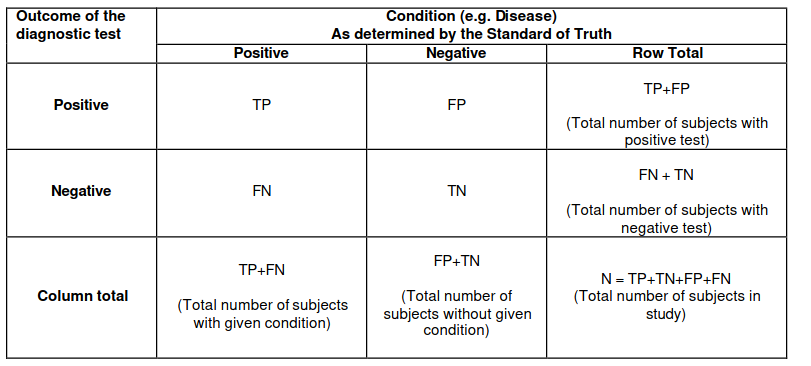 Outcome of the
diagnostic test
Condition (e.g. Disease)
As determined by the Standard of Truth
Positive
Negative
Row Total
Positive
TP
FP
TP+FP
(Total number of subjects with
positive test)
Negative
FN
TN
FN + TN
(Total number of subjects with
negative test)
Column total
TP+FN
(Total number of subjects
with given condition)
FP+TN
(Total number of
subjects without given
condition)
N = TP+TN+FP+FN
(Total number of subjects in
study)